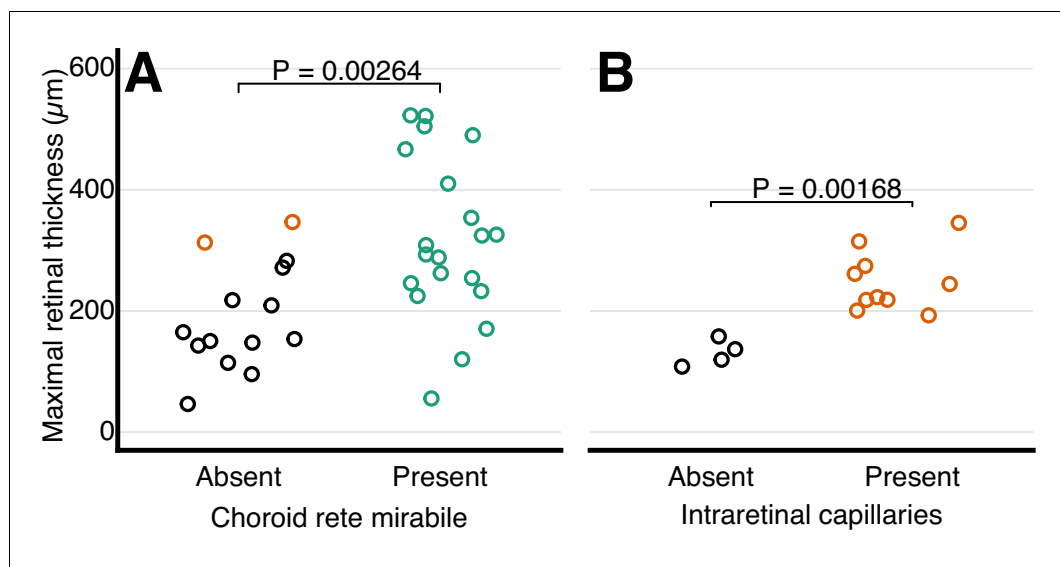 A
B
P = 0.00264
P = 0.00168
Maximal retinal thickness (µm)
600
400
200
0
Absent Present
Choroid rete mirabile
Absent Present
Intraretinal capillaries